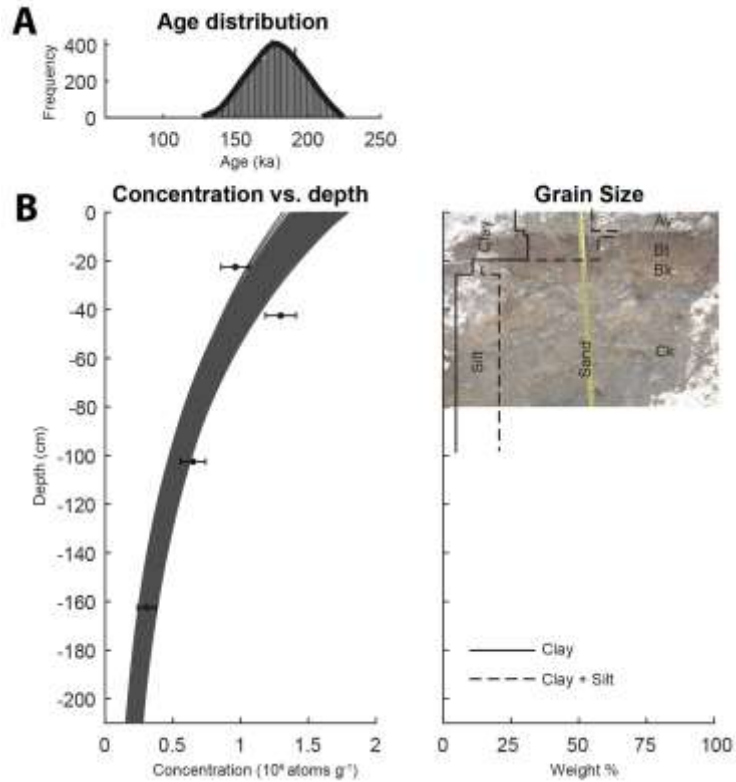 A
Age distribution
Frequency
400
200
0
100
150
200
250
Age (ka)
B
Concentration vs. depth
Depth (cm)
0
-20
-40
-60
-80
-100
-120
-140
-160
-180
-200
0
0.5
1
1.5
2
Concentration (10⁶ atoms g⁻¹)
Grain Size
Clay
Silt
Sand
Av
Bt
Bk
Ck
Clay
Clay + Silt
0
25
50
75
100
Weight %